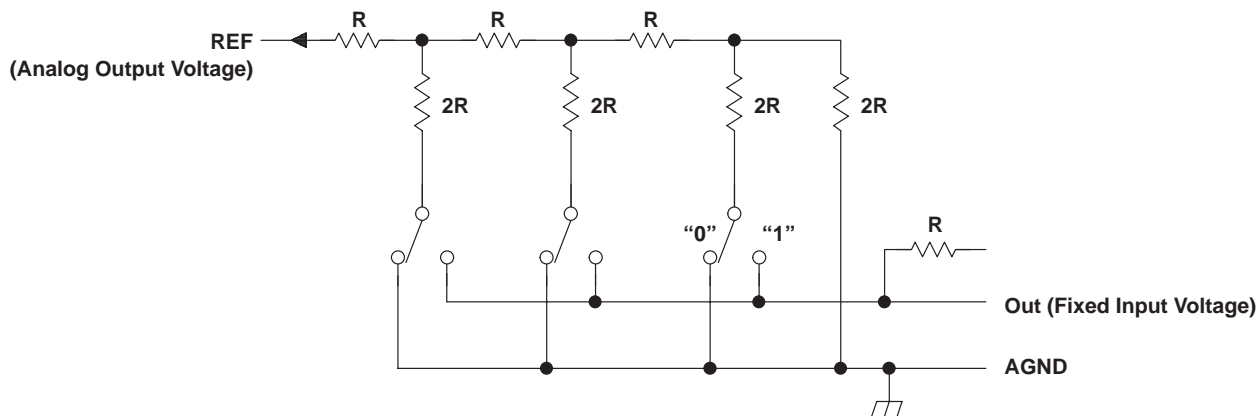 R R R
REF
(Analog Output Voltage)
2R 2R 2R 2R
“0” “1” R
Out (Fixed Input Voltage)
AGND